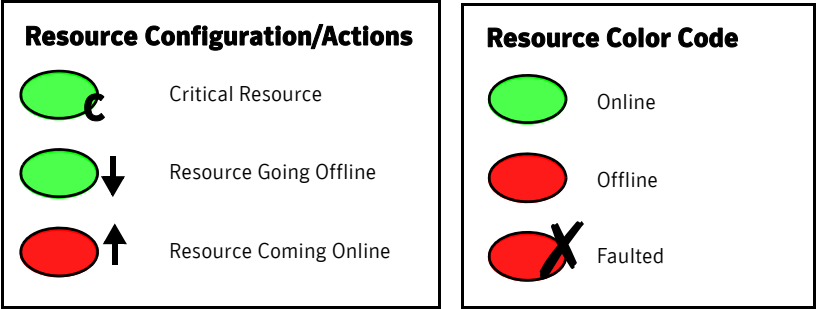 Resource Configuration/Actions
C
Critical Resource
Resource Going Offline
Resource Coming Online
Resource Color Code
Online
Offline
X
Faulted